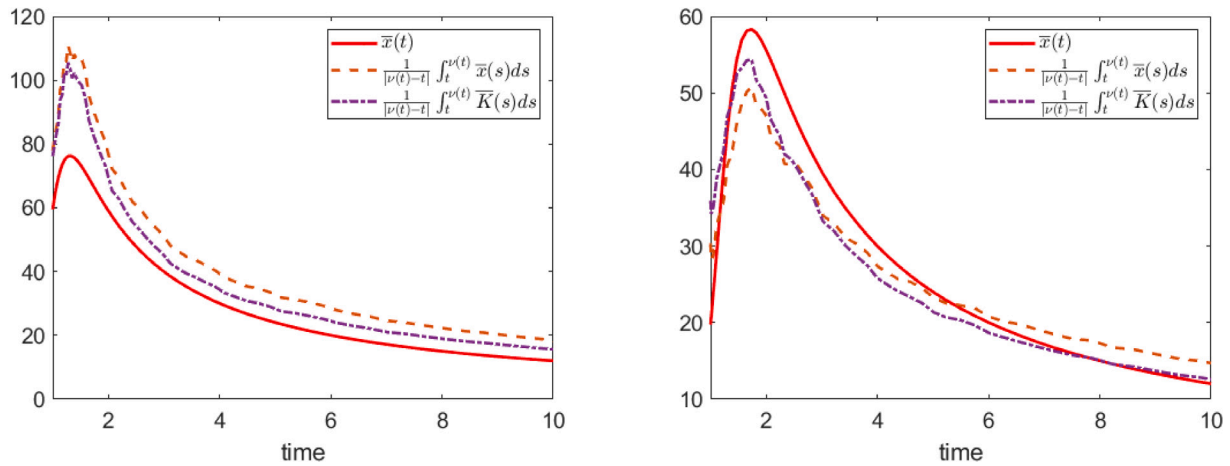 120
100
80
60
40
20
0
2
4
6
8
10
time
x̅(t)
1/|ν(t)−t| ∫_t^{ν(t)} x̅(s)ds
1/|ν(t)−t| ∫_t^{ν(t)} K̅(s)ds
60
50
40
30
20
10
2
4
6
8
10
time
x̅(t)
1/|ν(t)−t| ∫_t^{ν(t)} x̅(s)ds
1/|ν(t)−t| ∫_t^{ν(t)} K̅(s)ds